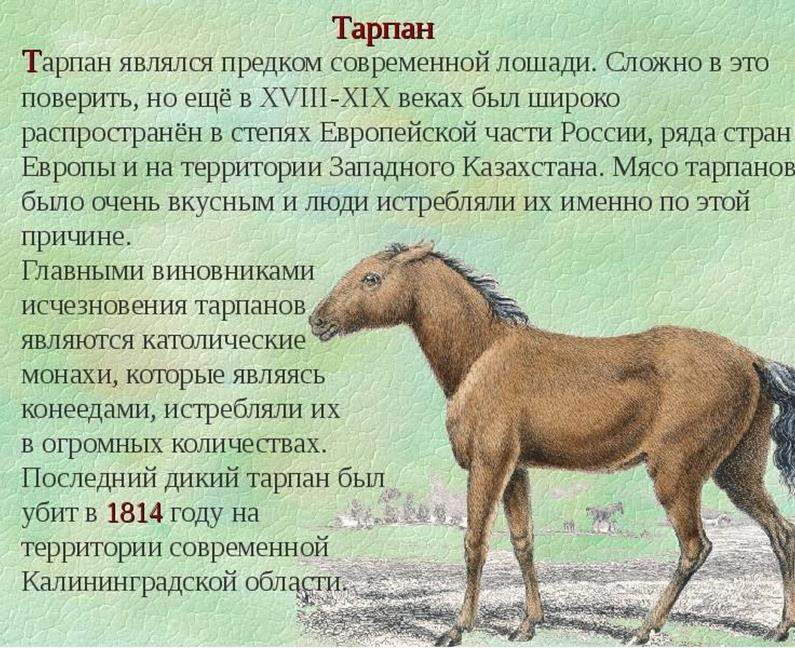 Тарпан
Тарпан являлся предком современной лошади. Сложно в это
поверить, но ещё в XVIII-XIX веках был широко
распространён в степях Европейской части России, ряда стран
Европы и на территории Западного Казахстана. Мясо тарпанов
было очень вкусным и люди истребляли их именно по этой
причине.
Главными виновниками
исчезновения тарпанов
являются католические
монахи, которые являясь
конеедами, истребляли их
в огромных количествах.
Последний дикий тарпан был
убит в 1814 году на
территории современной
Калининградской области.